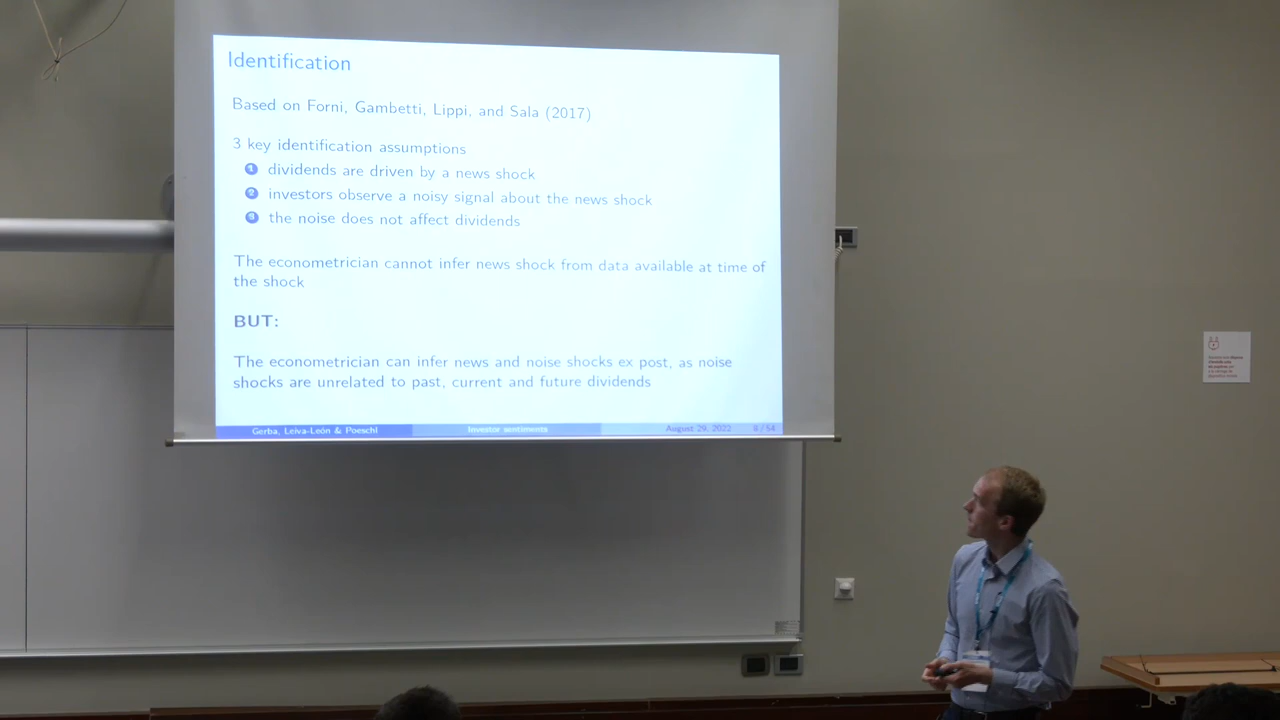 Identification
Based on Forni, Gambetti, Lippi, and Sala (2017)
3 key identification assumptions
1 dividends are driven by a news shock
2 investors observe a noisy signal about the news shock
3 the noise does not affect dividends
The econometrician cannot infer news shock from data available at time of
the shock
BUT:
The econometrician can infer news and noise shocks ex post, as noise
shocks are unrelated to past, current and future dividends
Gerba, Leiva-León & Poeschl Investor sentiments August 29, 2022 / 54